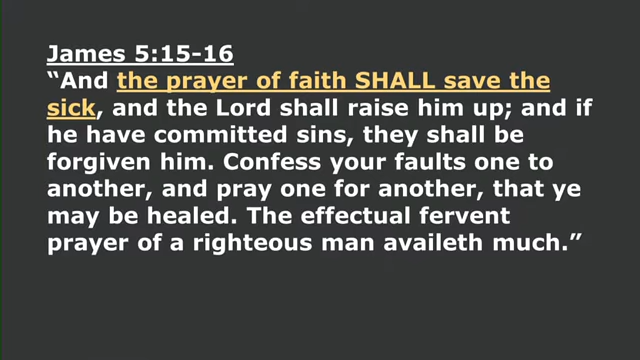 James 5:15-16
“And the prayer of faith SHALL save the
sick, and the Lord shall raise him up; and if
he have committed sins, they shall be
forgiven him. Confess your faults one to
another, and pray one for another, that ye
may be healed. The effectual fervent
prayer of a righteous man availeth much.”